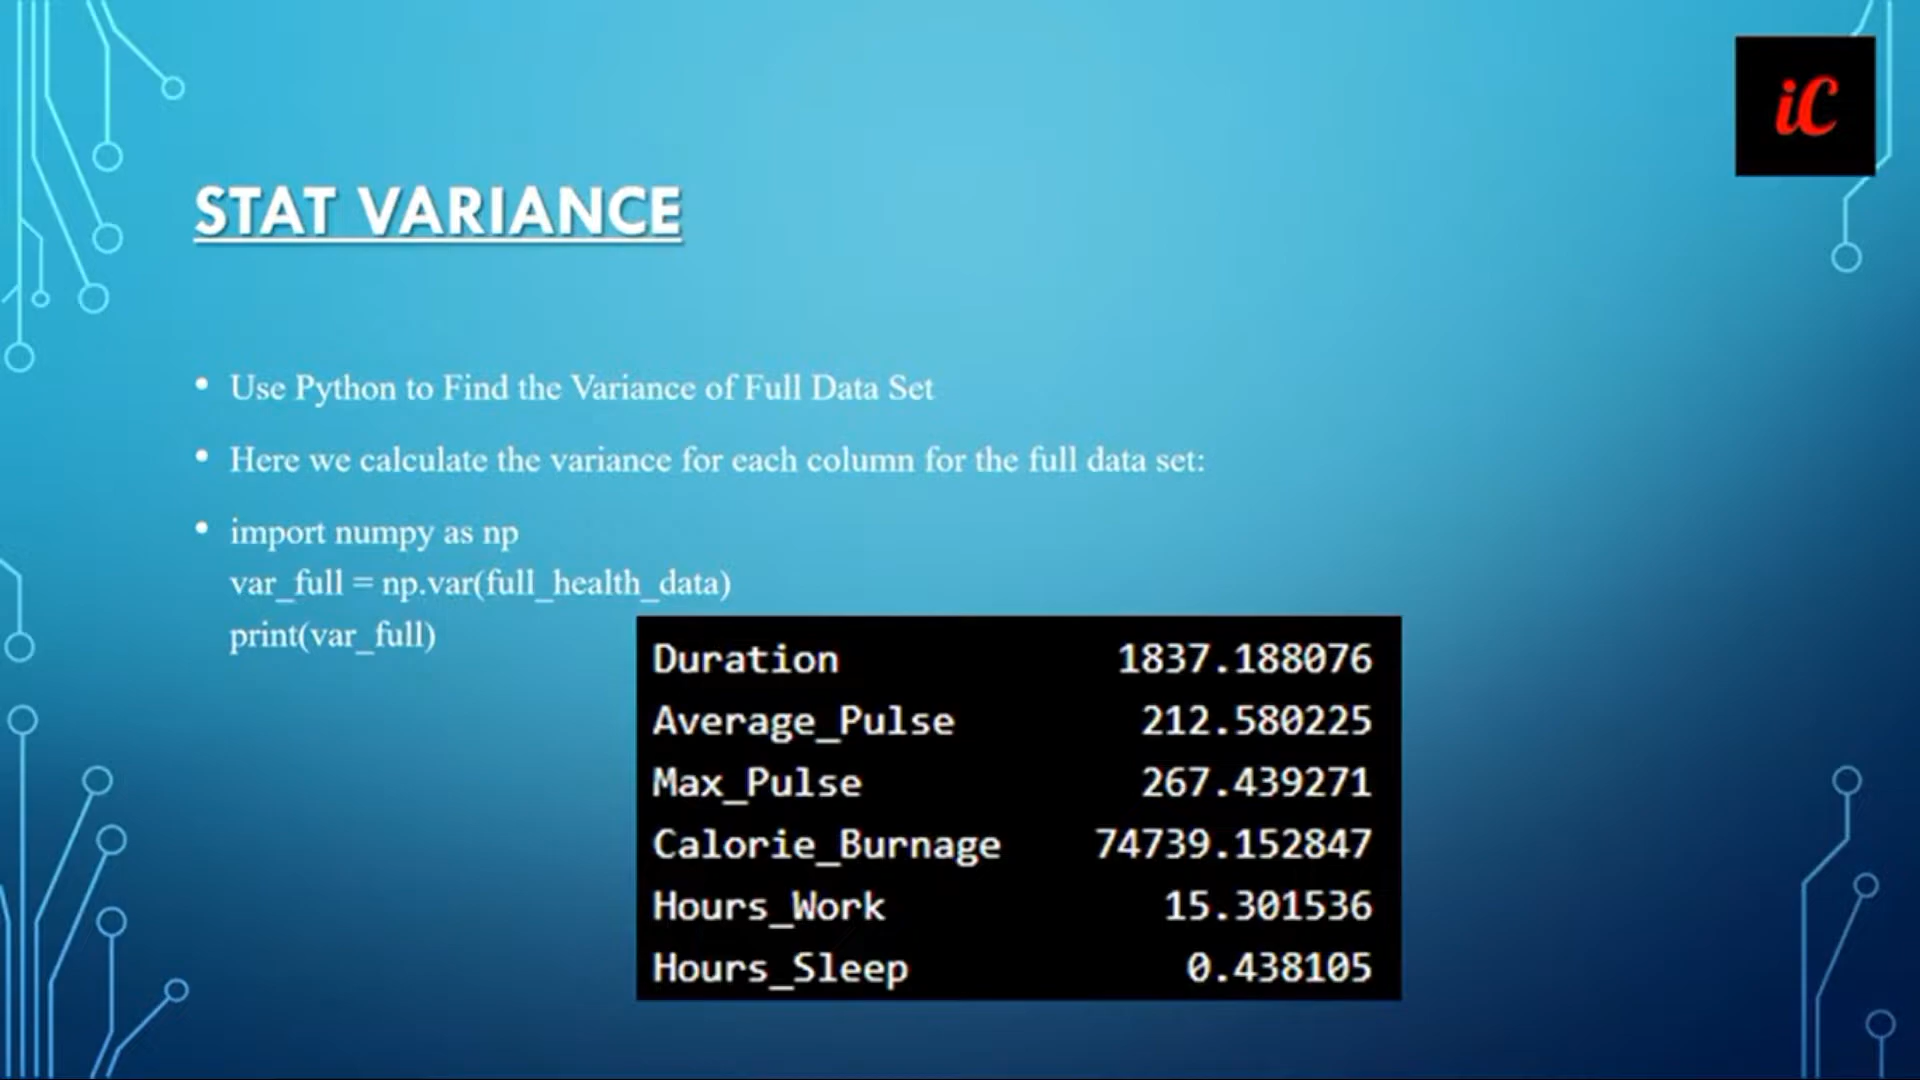 iC
STAT VARIANCE
• Use Python to Find the Variance of Full Data Set
• Here we calculate the variance for each column for the full data set:
• import numpy as np
var_full = np.var(full_health_data)
print(var_full)
Duration 1837.188076
Average_Pulse 212.580225
Max_Pulse 267.439271
Calorie_Burnage 74739.152847
Hours_Work 15.301536
Hours_Sleep 0.438105